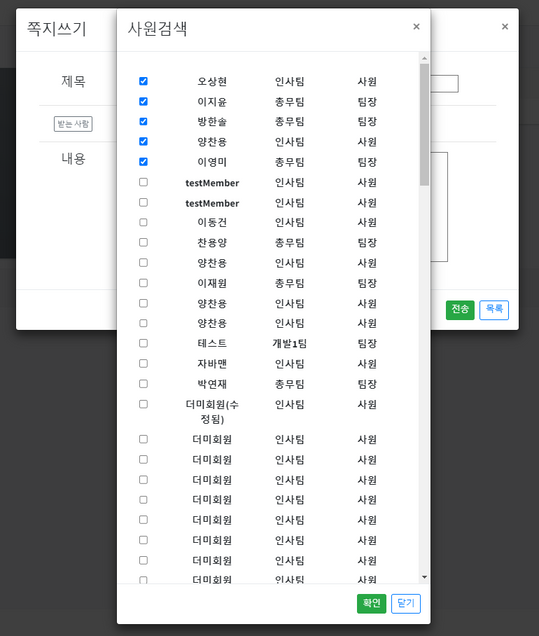 쪽지쓰기
×
제목
받는 사람
내용
전송 목록
사원검색
×
오상현 인사팀 사원
이지윤 총무팀 팀장
방한솔 총무팀 팀장
양찬용 인사팀 사원
이영미 총무팀 팀장
testMember 인사팀 사원
testMember 인사팀 사원
이동건 인사팀 사원
찬용양 총무팀 팀장
양찬용 인사팀 사원
이재원 총무팀 팀장
양찬용 인사팀 사원
양찬용 인사팀 사원
테스트 개발1팀 팀장
자바맨 인사팀 사원
박연재 총무팀 팀장
더미회원(수 인사팀 사원
정됨)
더미회원 인사팀 사원
더미회원 인사팀 사원
더미회원 인사팀 사원
더미회원 인사팀 사원
더미회원 인사팀 사원
더미회원 인사팀 사원
더미회원 인사팀 사원
더미회원 인사팀 사원
확인 닫기